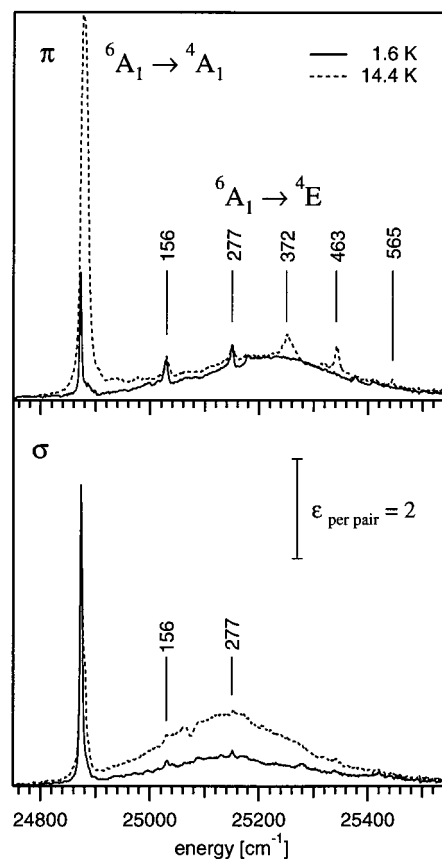 π
⁶A₁ → ⁴A₁
1.6 K
14.4 K
⁶A₁ → ⁴E
156
277
372
463
565
σ
ε per pair = 2
156
277
24800
25000
25200
25400
energy [cm⁻¹]